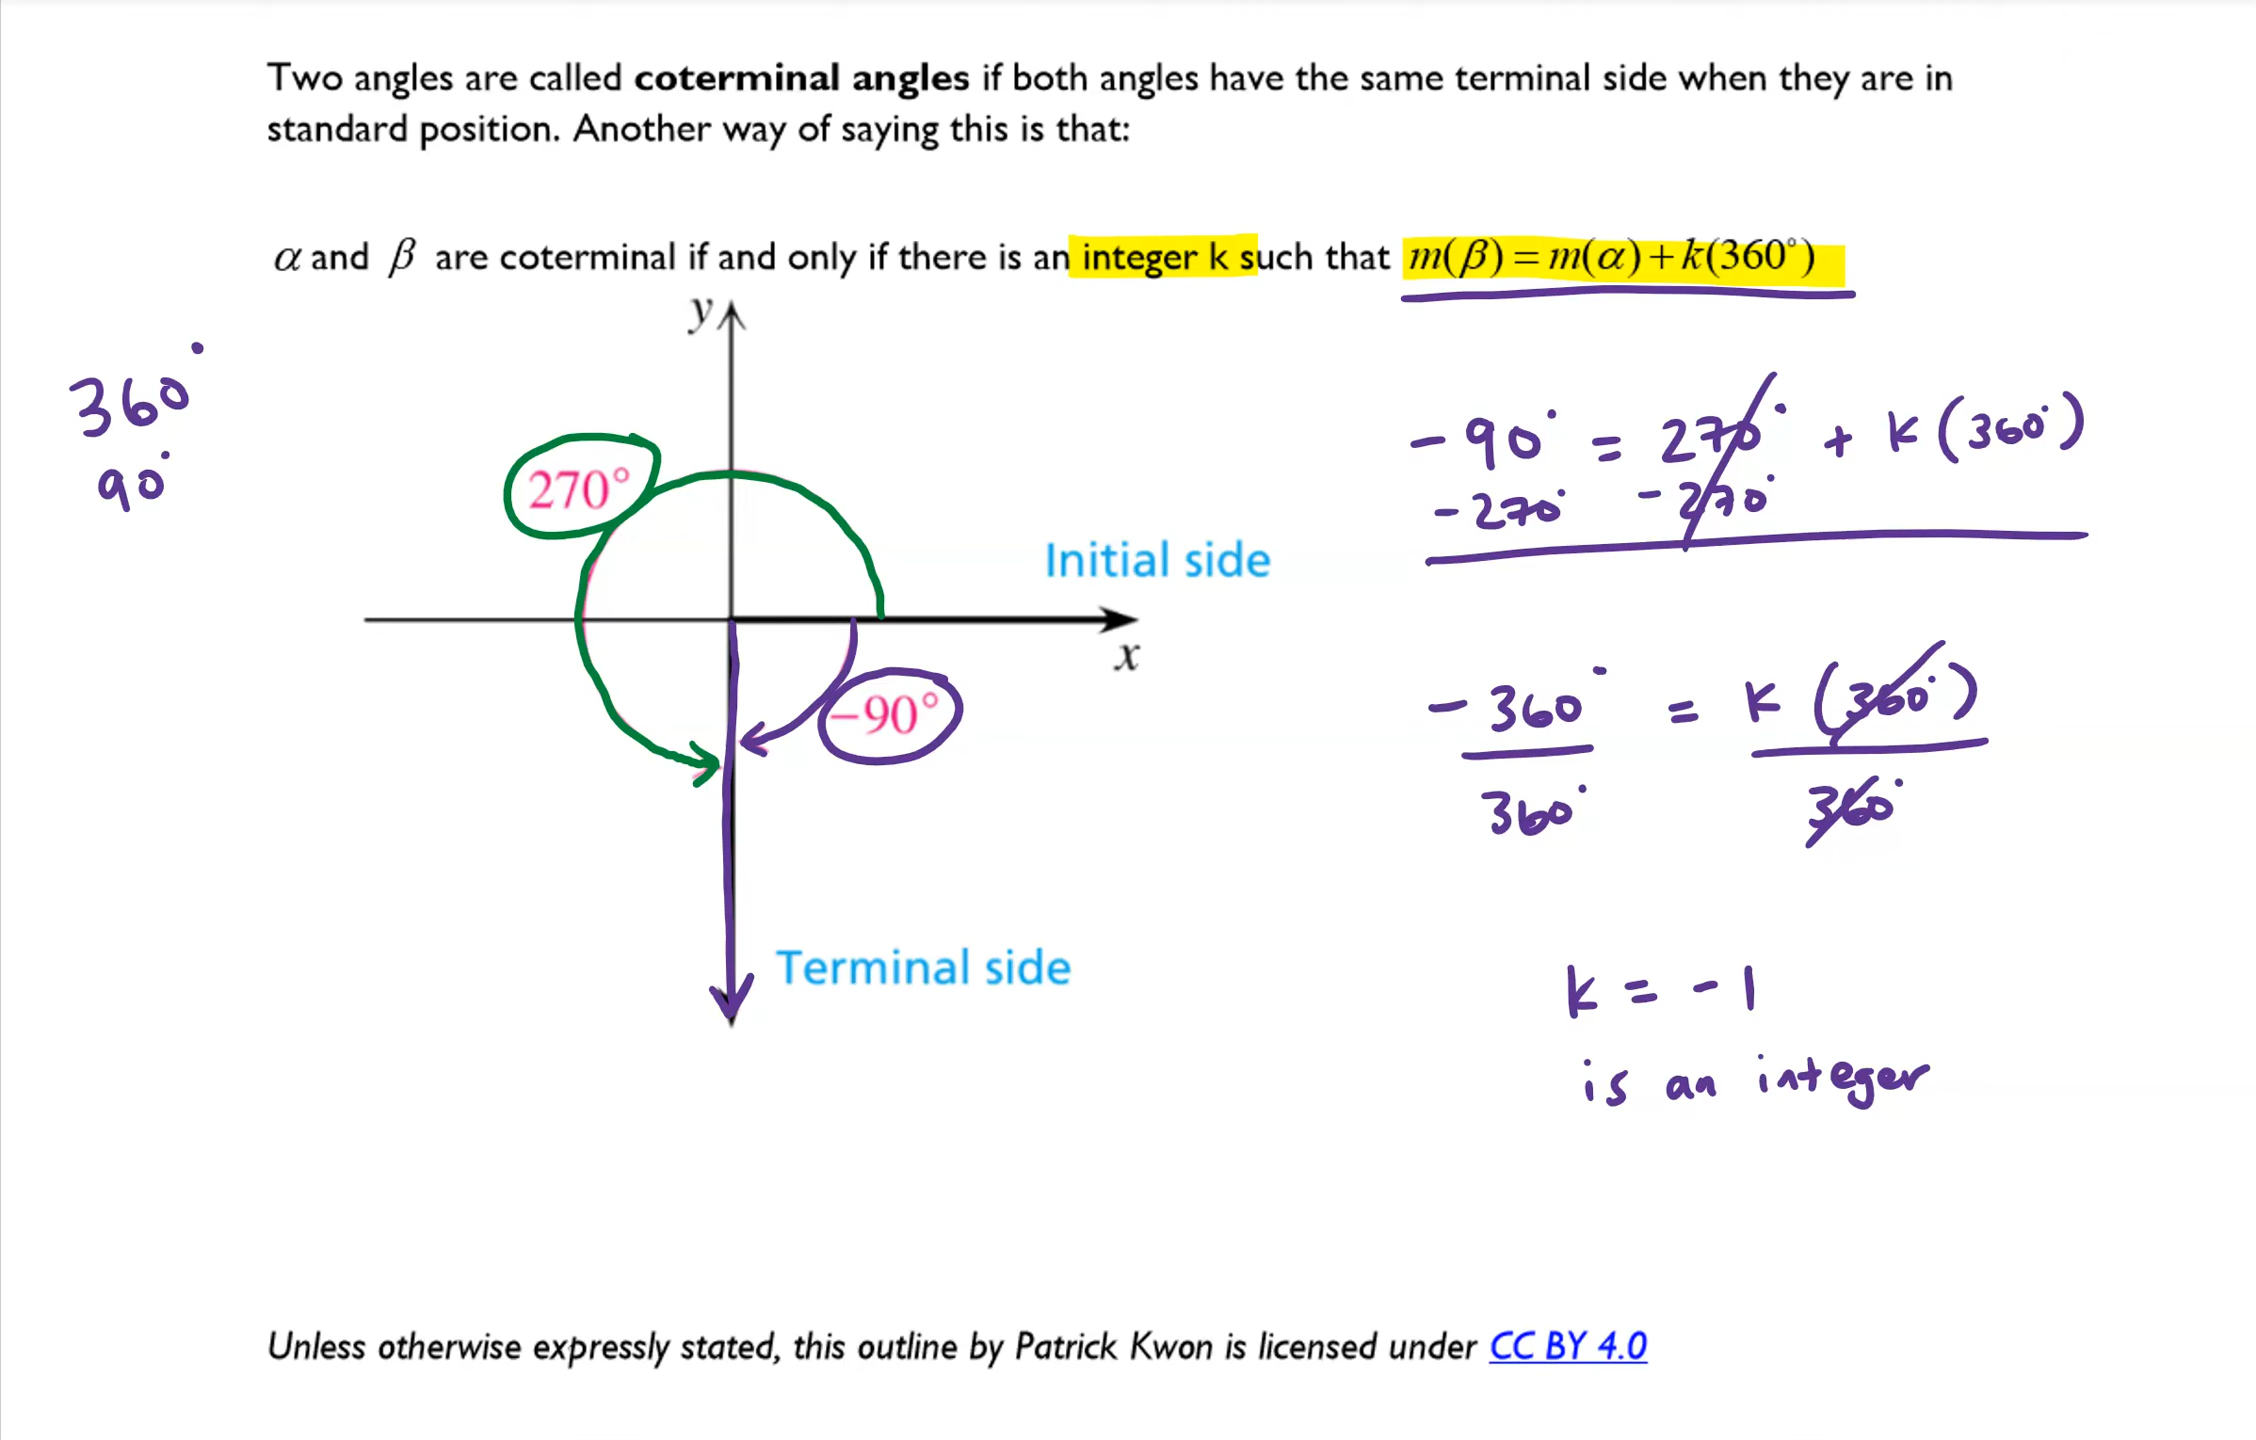 Two angles are called coterminal angles if both angles have the same terminal side when they are in
standard position. Another way of saying this is that:
α and β are coterminal if and only if there is an integer k such that m(β) = m(α) + k(360°)
y
360°
90°
270°
Initial side
x
-90°
Terminal side
-90° = 270° + k(360°)
-270° -270°
-360° = k(360°)
360° 360°
k = -1
is an integer
Unless otherwise expressly stated, this outline by Patrick Kwon is licensed under CC BY 4.0